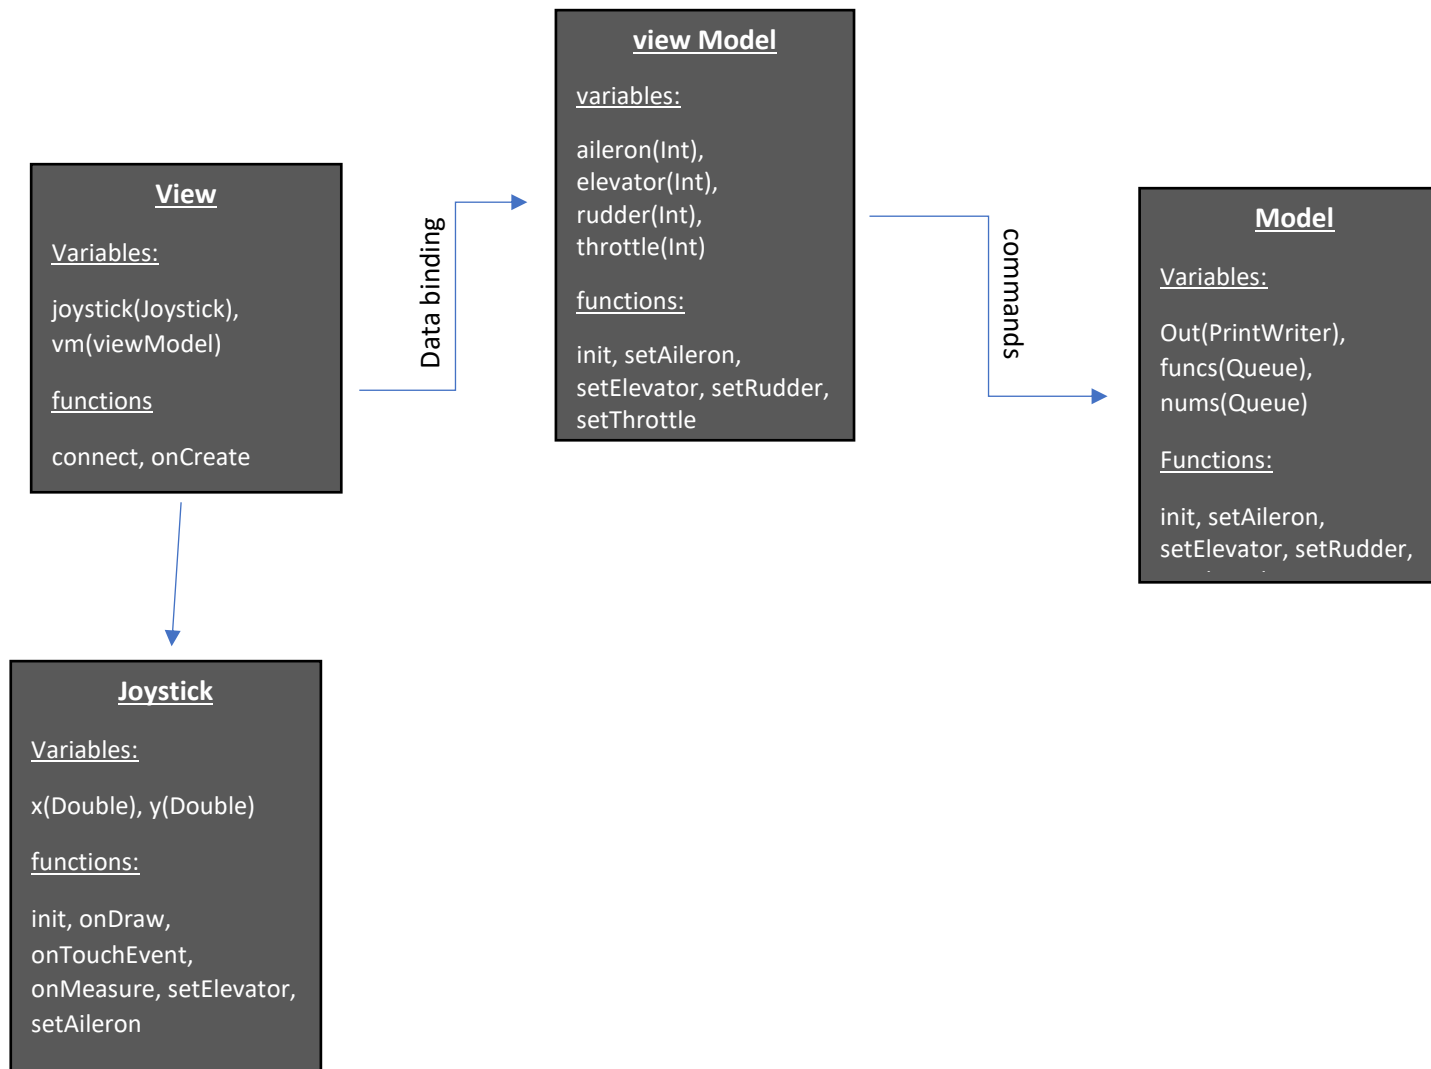 view Model
variables:
aileron(Int),
elevator(Int),
rudder(Int),
throttle(Int)
functions:
init, setAileron,
setElevator, setRudder,
setThrottle
View
Variables:
joystick(Joystick),
vm(viewModel)
functions
connect, onCreate
Data binding
commands
Model
Variables:
Out(PrintWriter),
funcs(Queue),
nums(Queue)
Functions:
init, setAileron,
setElevator, setRudder,
Joystick
Variables:
x(Double), y(Double)
functions:
init, onDraw,
onTouchEvent,
onMeasure, setElevator,
setAileron